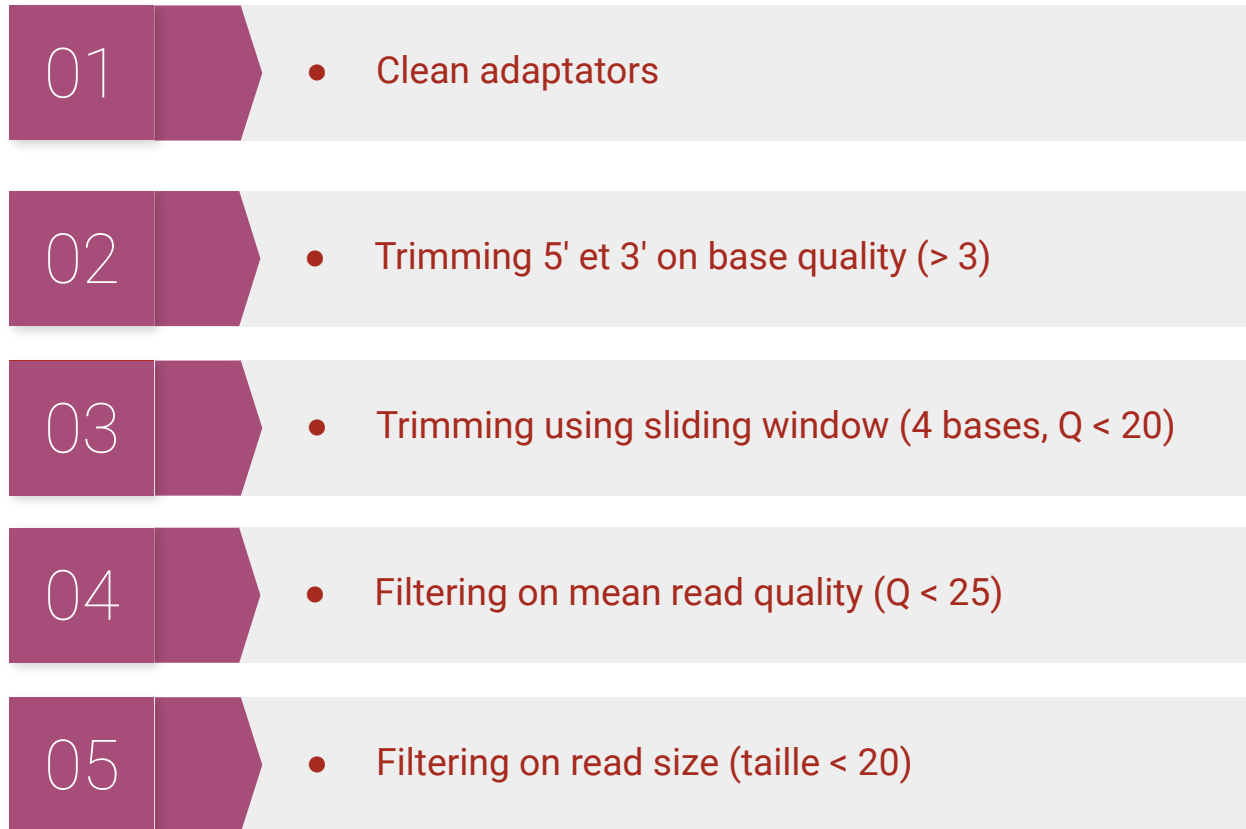 01
● Clean adaptators
02
● Trimming 5' et 3' on base quality (> 3)
03
● Trimming using sliding window (4 bases, Q < 20)
04
● Filtering on mean read quality (Q < 25)
05
● Filtering on read size (taille < 20)